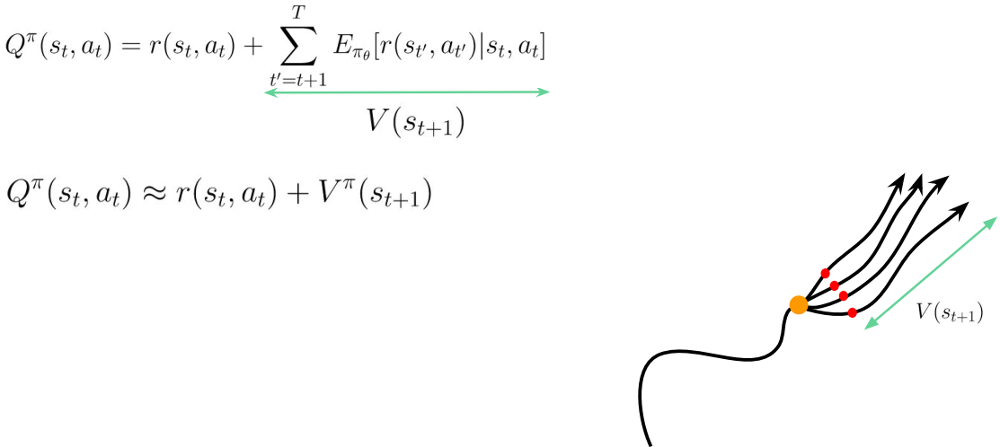 Q^π(s_t, a_t) = r(s_t, a_t) + ∑_{t'=t+1}^{T} E_{π_θ}[r(s_{t'}, a_{t'})|s_t, a_t]
V(s_{t+1})
Q^π(s_t, a_t) ≈ r(s_t, a_t) + V^π(s_{t+1})
V(s_{t+1})